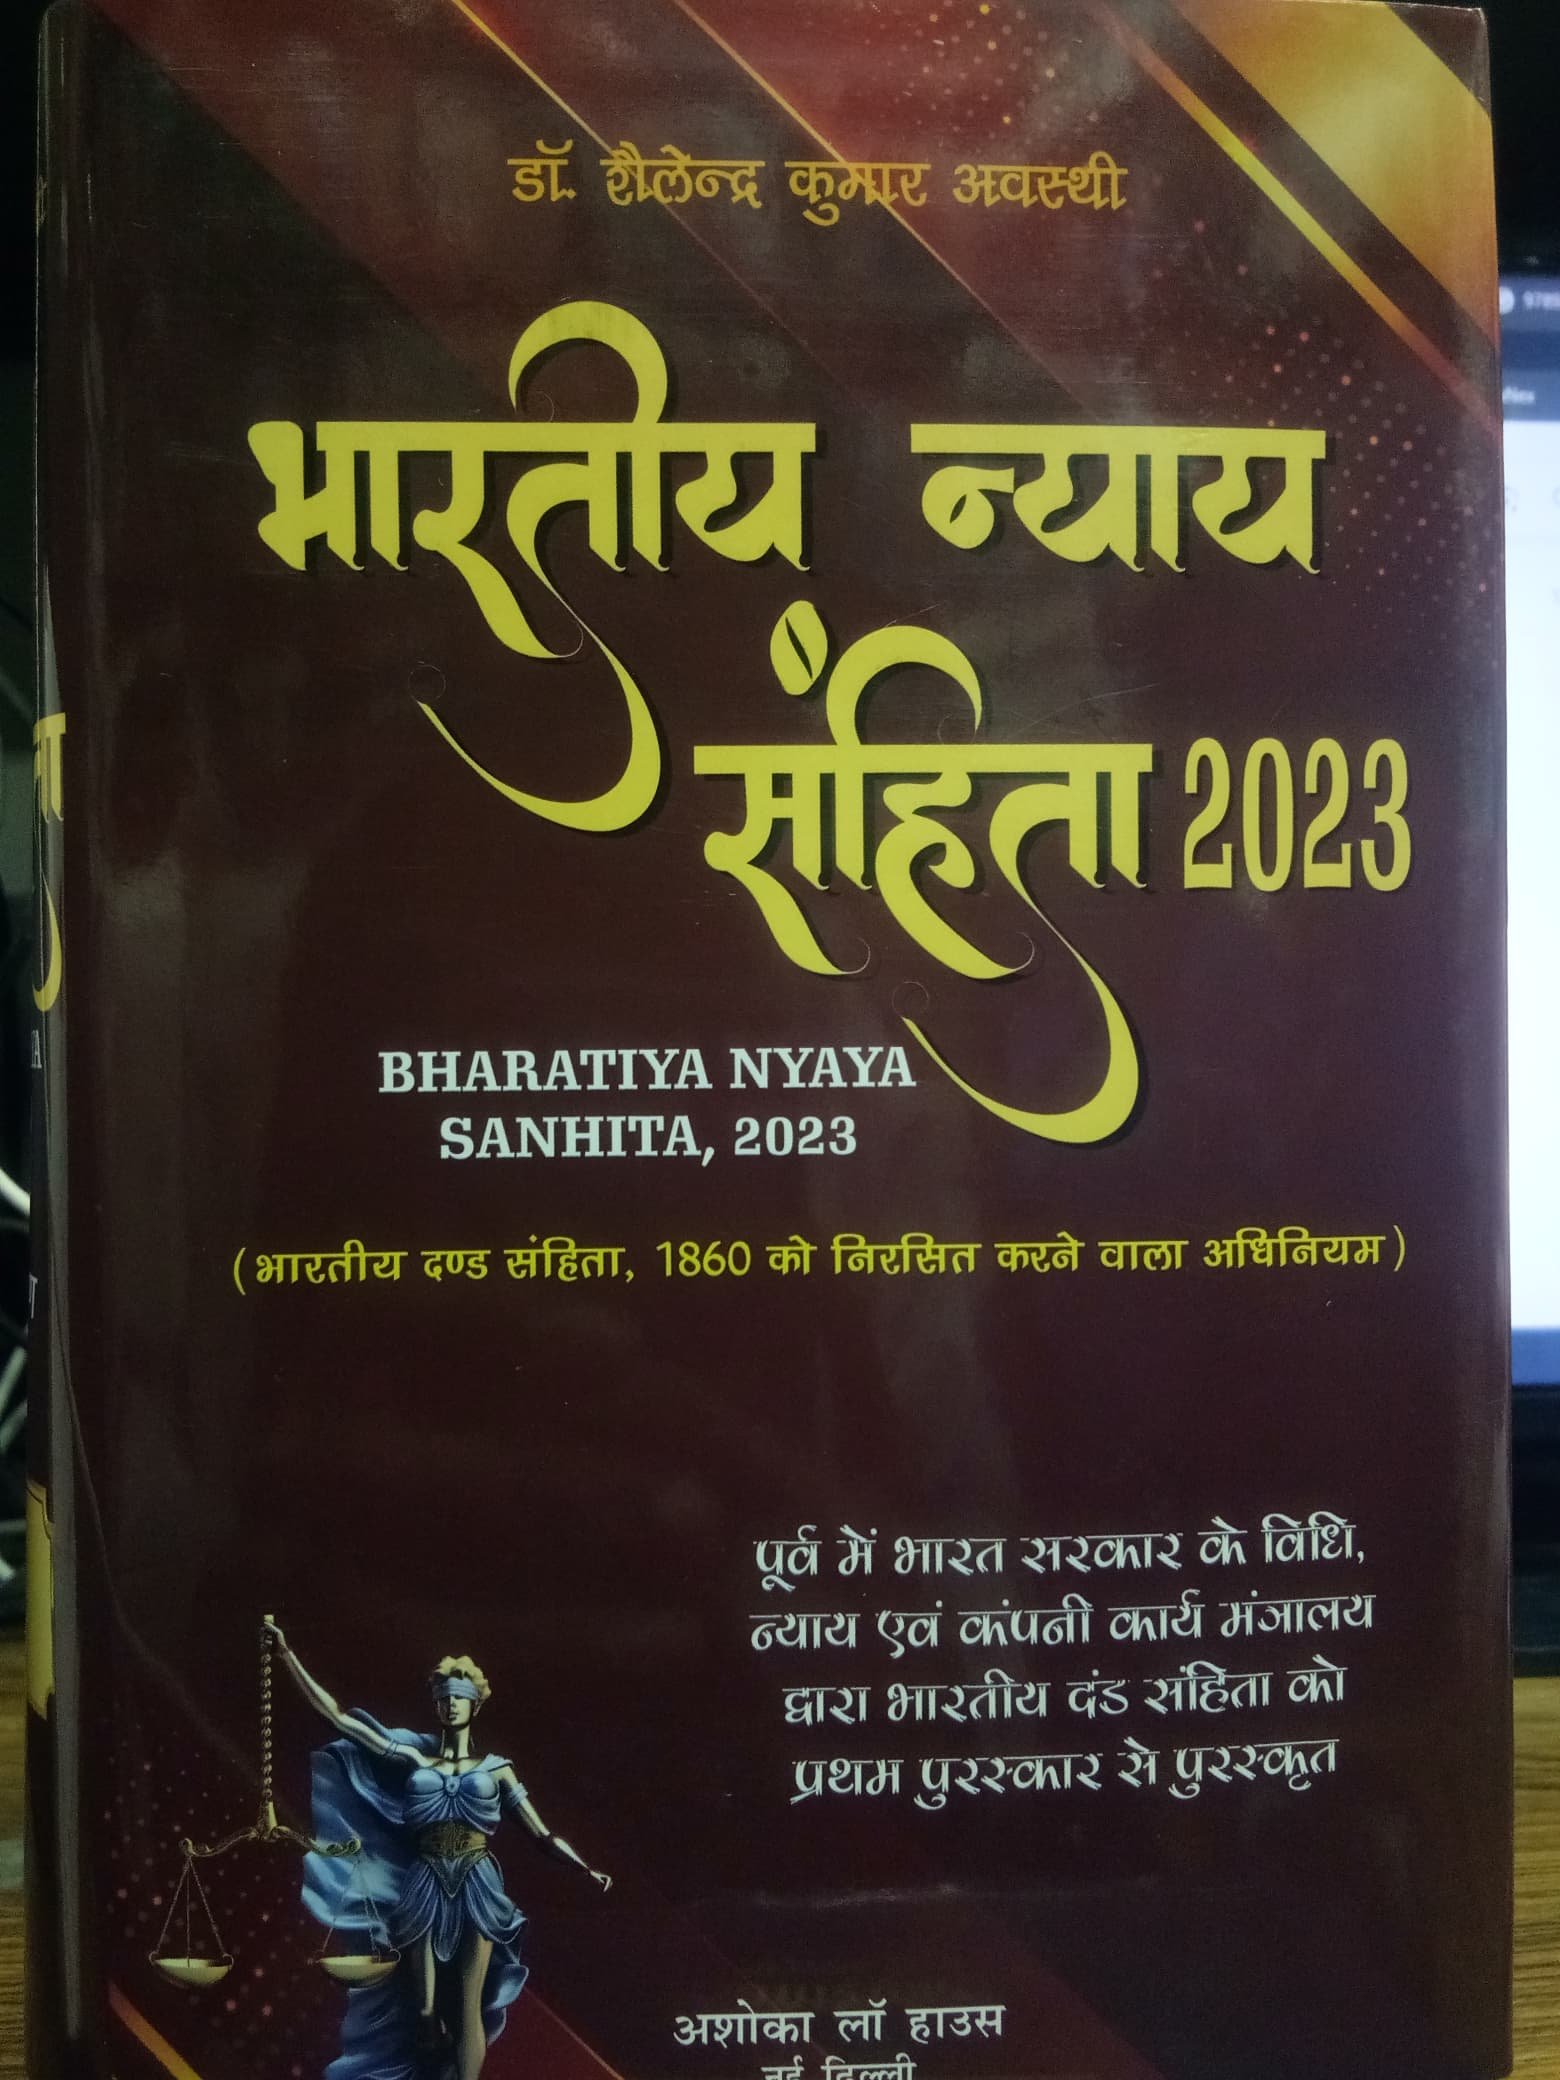 डॉ. शैलेन्द्र कुमार अवस्थी
भारतीय न्याय
संहिता 2023
BHARATIYA NYAYA
SANHITA, 2023
(भारतीय दण्ड संहिता, 1860 को निरसित करने वाला अधिनियम)
पूर्व में भारत सरकार के विधि,
न्याय एवं कंपनी कार्य मंत्रालय
द्वारा भारतीय दंड संहिता को
प्रथम पुरस्कार से पुरस्कृत
अशोका लॉ हाउस
नई दिल्ली